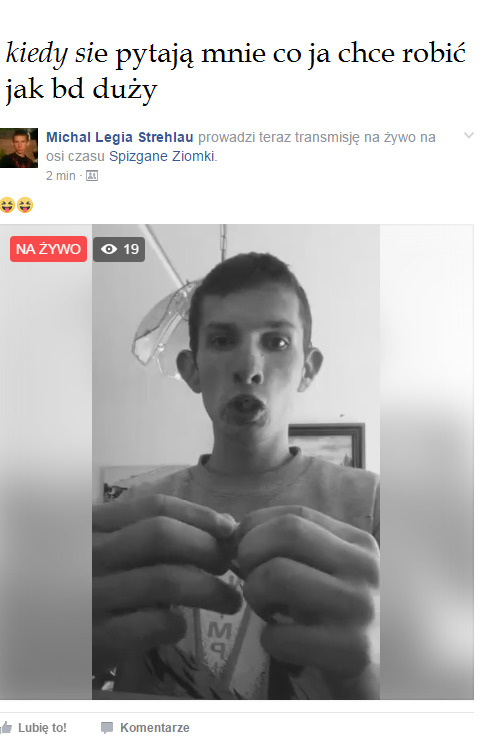 kiedy sie pytają mnie co ja chce robić
jak bd duży
Michal Legia Strehlau prowadzi teraz transmisję na żywo na
osi czasu Spizgane Ziomki.
2 min ·
NA ŻYWO 19
Lubię to! Komentarze